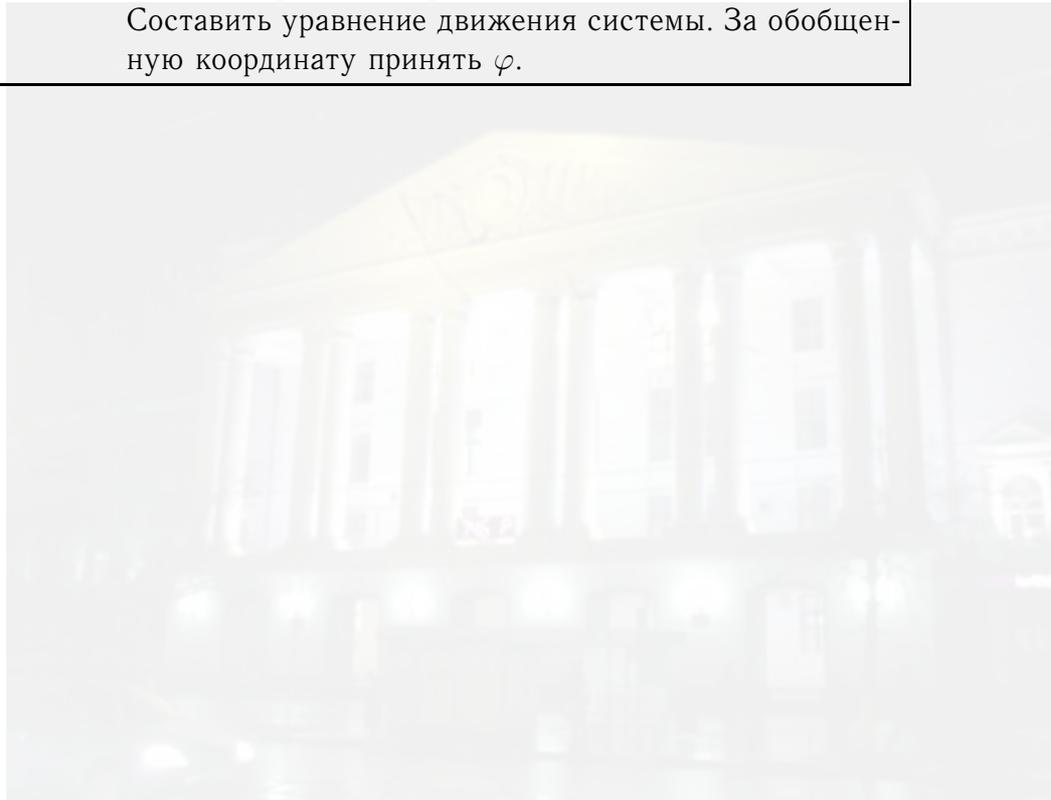 Составить уравнение движения системы. За обобщен-
ную координату принять φ.